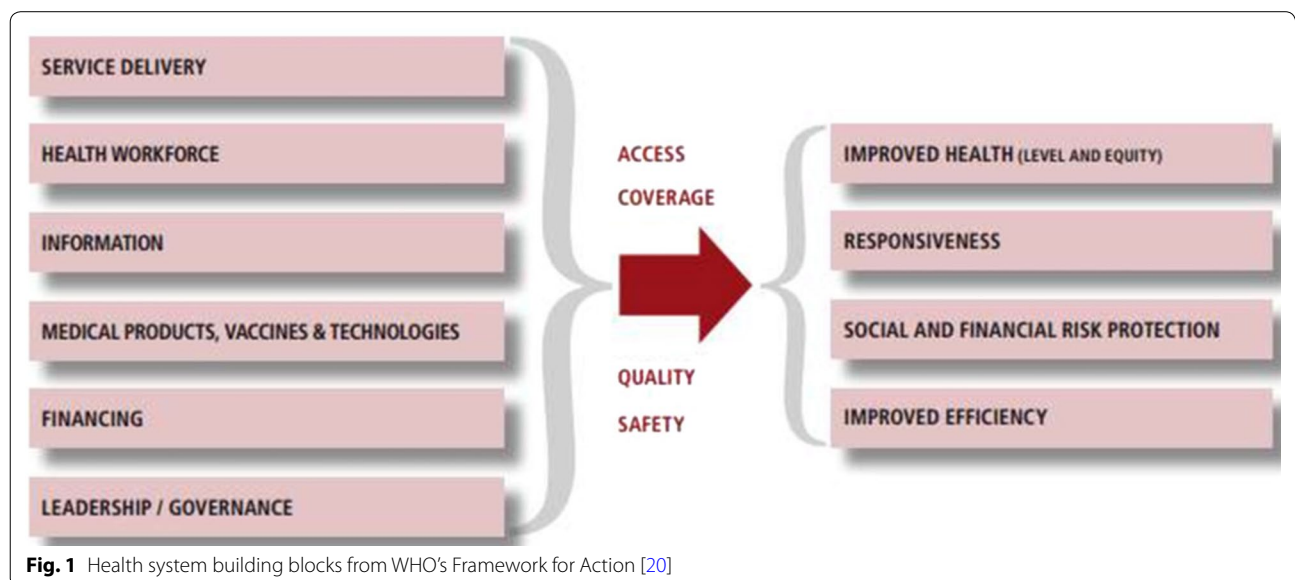 SERVICE DELIVERY
HEALTH WORKFORCE
INFORMATION
MEDICAL PRODUCTS, VACCINES & TECHNOLOGIES
FINANCING
LEADERSHIP / GOVERNANCE
ACCESS
COVERAGE
QUALITY
SAFETY
IMPROVED HEALTH (LEVEL AND EQUITY)
RESPONSIVENESS
SOCIAL AND FINANCIAL RISK PROTECTION
IMPROVED EFFICIENCY
Fig. 1 Health system building blocks from WHO's Framework for Action [20]